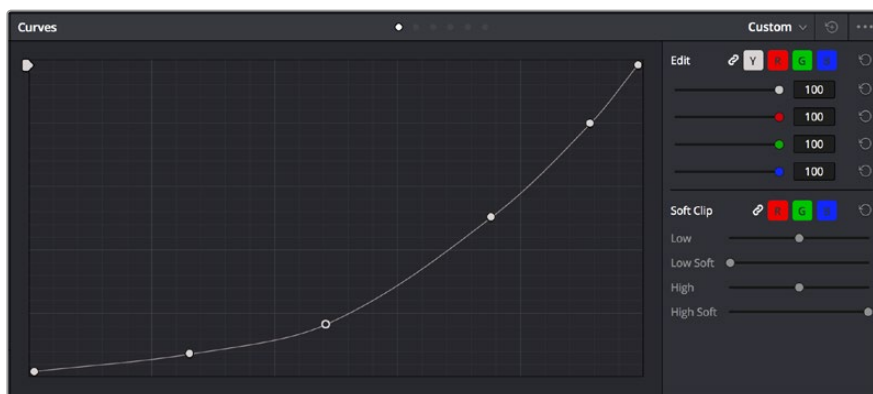 Curves
Custom
Edit
Y R G B
100
100
100
100
Soft Clip
R G B
Low
Low Soft
High
High Soft